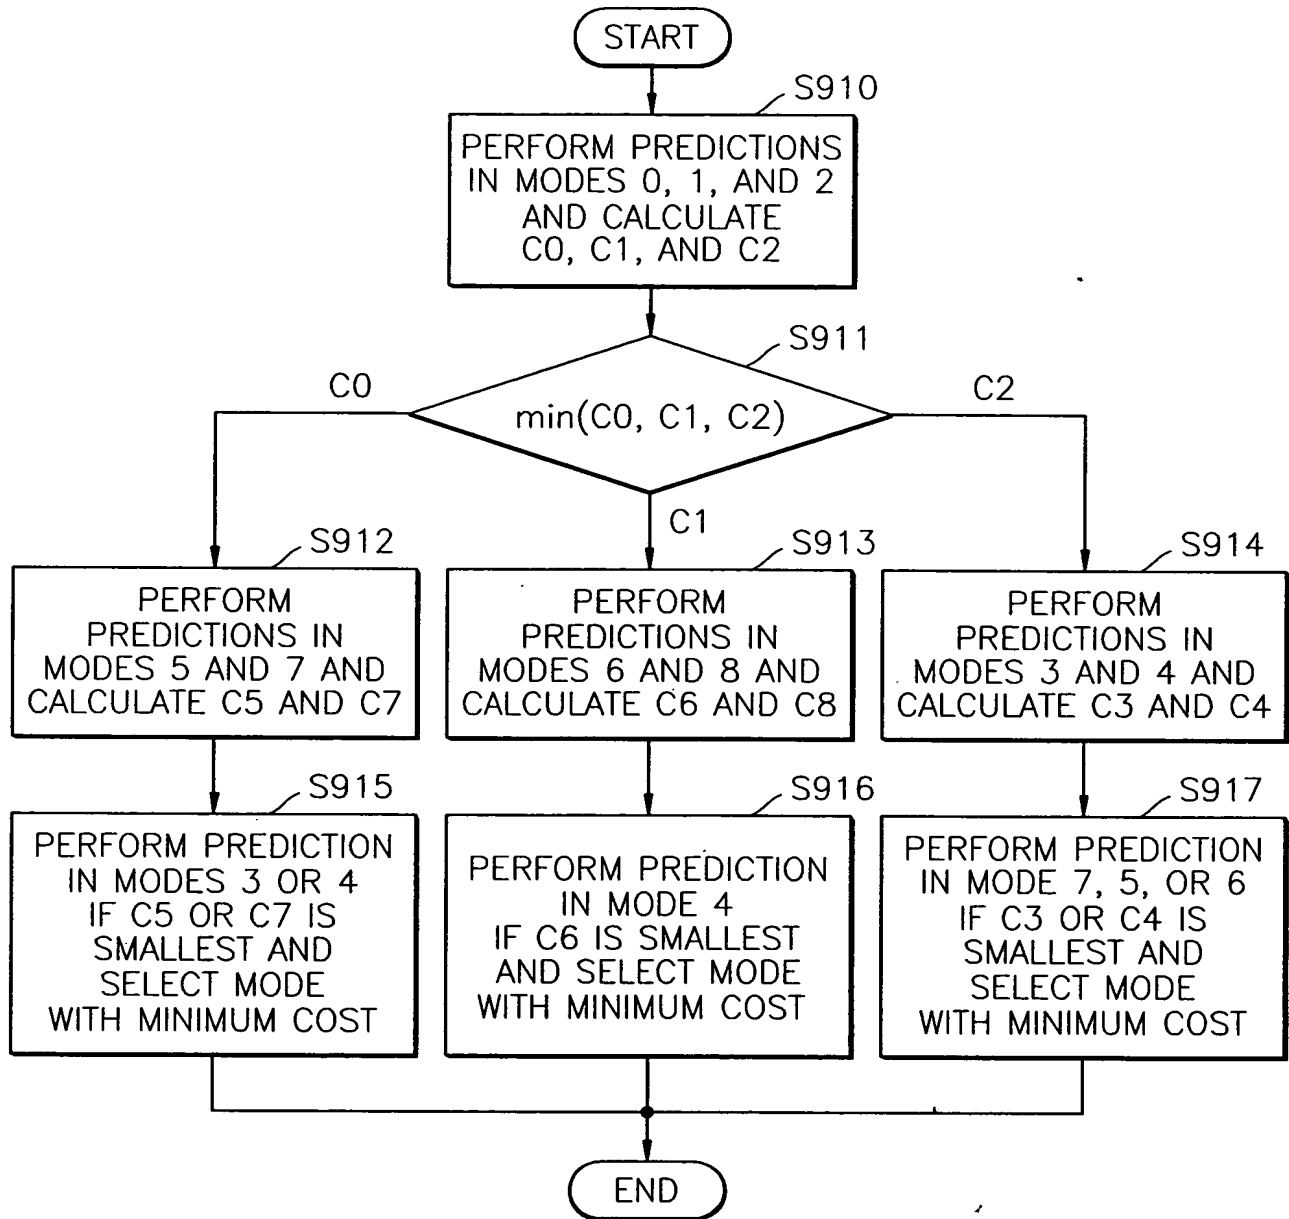 START
S910
PERFORM PREDICTIONS
IN MODES 0, 1, AND 2
AND CALCULATE
C0, C1, AND C2
S911
C0
min(C0, C1, C2)
C2
C1
S912
PERFORM
PREDICTIONS IN
MODES 5 AND 7 AND
CALCULATE C5 AND C7
S913
PERFORM
PREDICTIONS IN
MODES 6 AND 8 AND
CALCULATE C6 AND C8
S914
PERFORM
PREDICTIONS IN
MODES 3 AND 4 AND
CALCULATE C3 AND C4
S915
PERFORM PREDICTION
IN MODES 3 OR 4
IF C5 OR C7 IS
SMALLEST AND
SELECT MODE
WITH MINIMUM COST
S916
PERFORM PREDICTION
IN MODE 4
IF C6 IS SMALLEST
AND SELECT MODE
WITH MINIMUM COST
S917
PERFORM PREDICTION
IN MODE 7, 5, OR 6
IF C3 OR C4 IS
SMALLEST AND
SELECT MODE
WITH MINIMUM COST
END